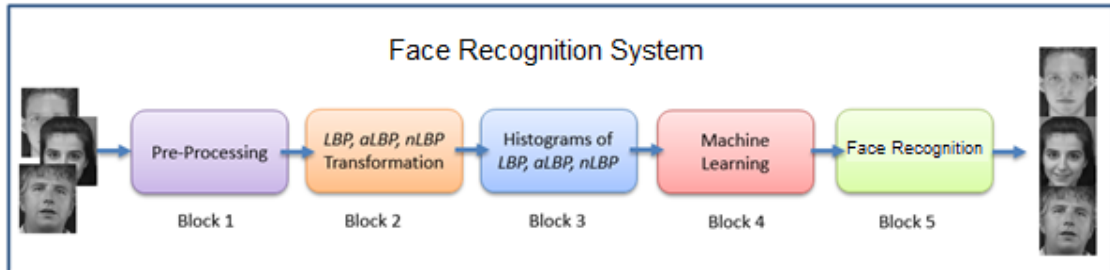 Face Recognition System
Pre-Processing
LBP, aLBP, nLBP
Transformation
Histograms of
LBP, aLBP, nLBP
Machine
Learning
Face Recognition
Block 1
Block 2
Block 3
Block 4
Block 5